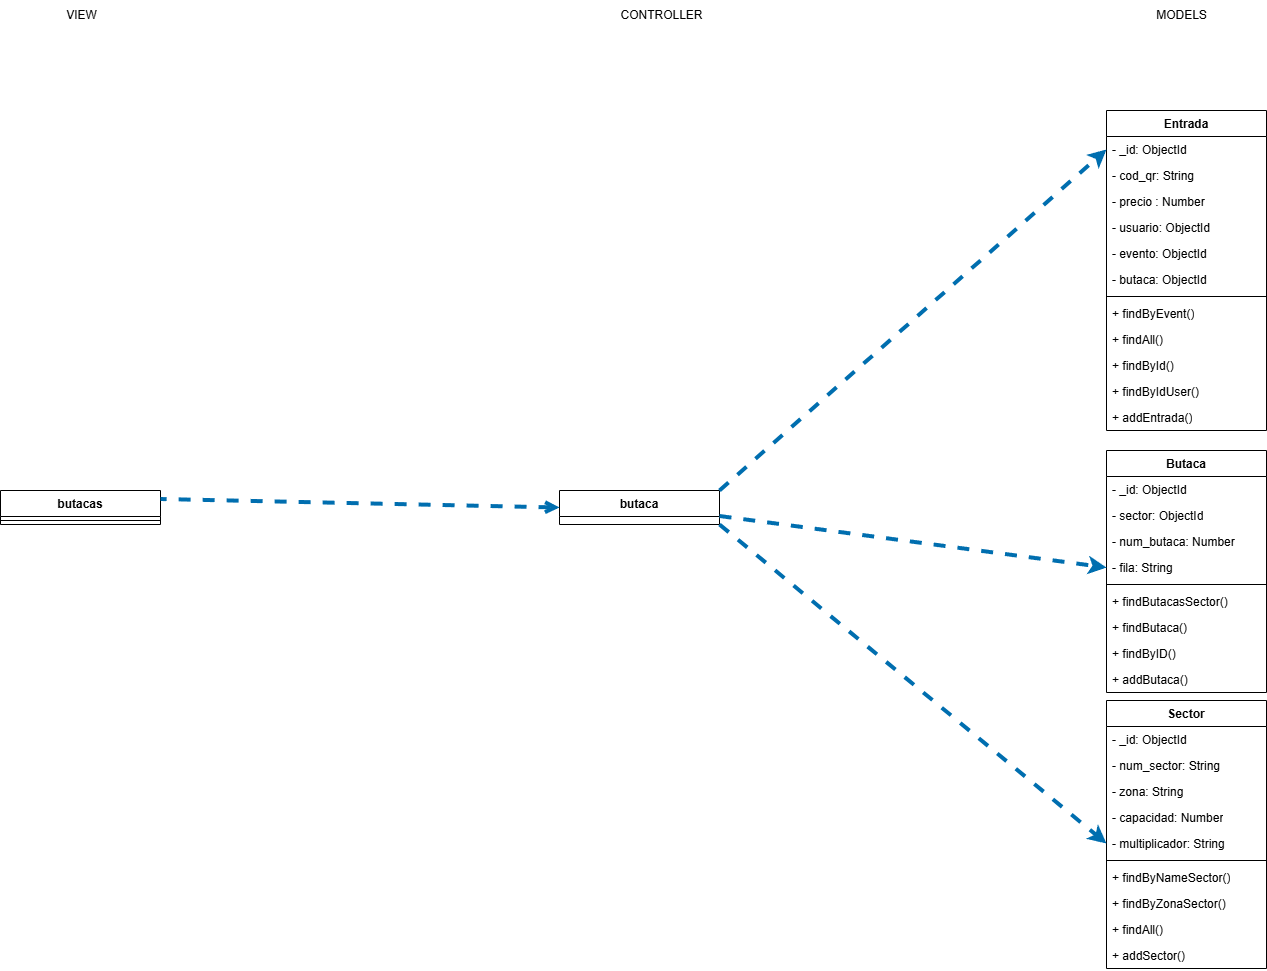 VIEW
CONTROLLER
MODELS
Entrada
- _id: ObjectId
- cod_qr: String
- precio : Number
- usuario: ObjectId
- evento: ObjectId
- butaca: ObjectId
+ findByEvent()
+ findAll()
+ findById()
+ findByIdUser()
+ addEntrada()
butacas
butaca
Butaca
- _id: ObjectId
- sector: ObjectId
- num_butaca: Number
- fila: String
+ findButacasSector()
+ findButaca()
+ findByID()
+ addButaca()
Sector
- _id: ObjectId
- num_sector: String
- zona: String
- capacidad: Number
- multiplicador: String
+ findByNameSector()
+ findByZonaSector()
+ findAll()
+ addSector()